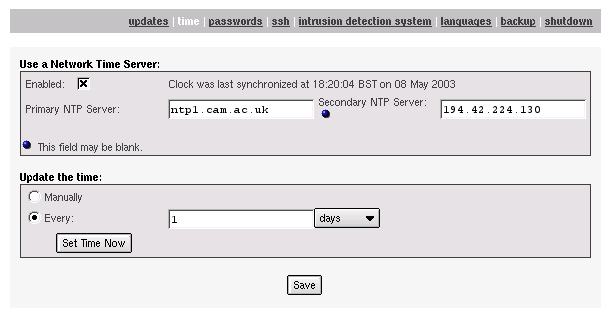 updates | time | passwords | ssh | intrusion detection system | languages | backup | shutdown
Use a Network Time Server:
Enabled: Clock was last synchronized at 18:20:04 BST on 08 May 2003
Primary NTP Server: ntp1.cam.ac.uk Secondary NTP Server: 194.42.224.130
This field may be blank.
Update the time:
Manually
Every: 1 days
Set Time Now
Save